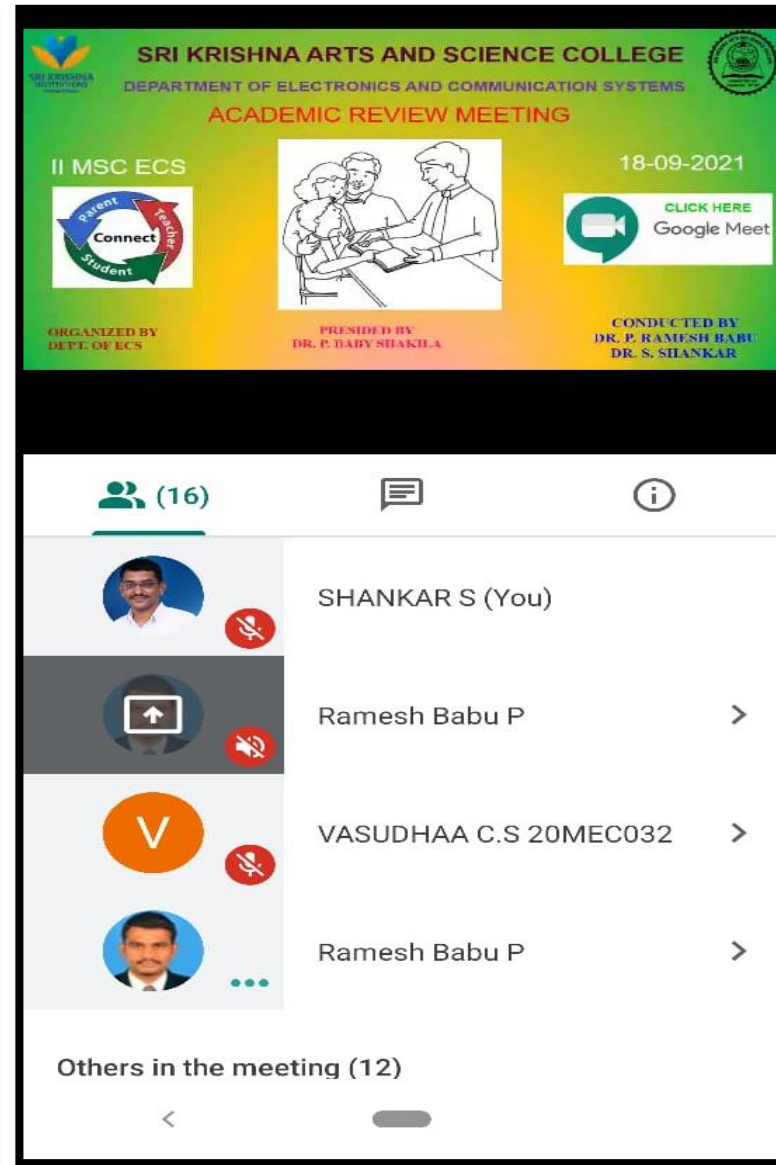 SRI KRISHNA ARTS AND SCIENCE COLLEGE
SRI KRISHNA
INSTITUTIONS
DEPARTMENT OF ELECTRONICS AND COMMUNICATION SYSTEMS
ACADEMIC REVIEW MEETING
II MSC ECS
18-09-2021
Parent
Teacher
Connect
Student
CLICK HERE
Google Meet
ORGANIZED BY
DEPT. OF ECS
PRESIDED BY
DR. P. BABY SHAKILA
CONDUCTED BY
DR. P. RAMESH BABU
DR. S. SHANKAR
(16)
SHANKAR S (You)
Ramesh Babu P
V
VASUDHAA C.S 20MEC032
Ramesh Babu P
Others in the meeting (12)